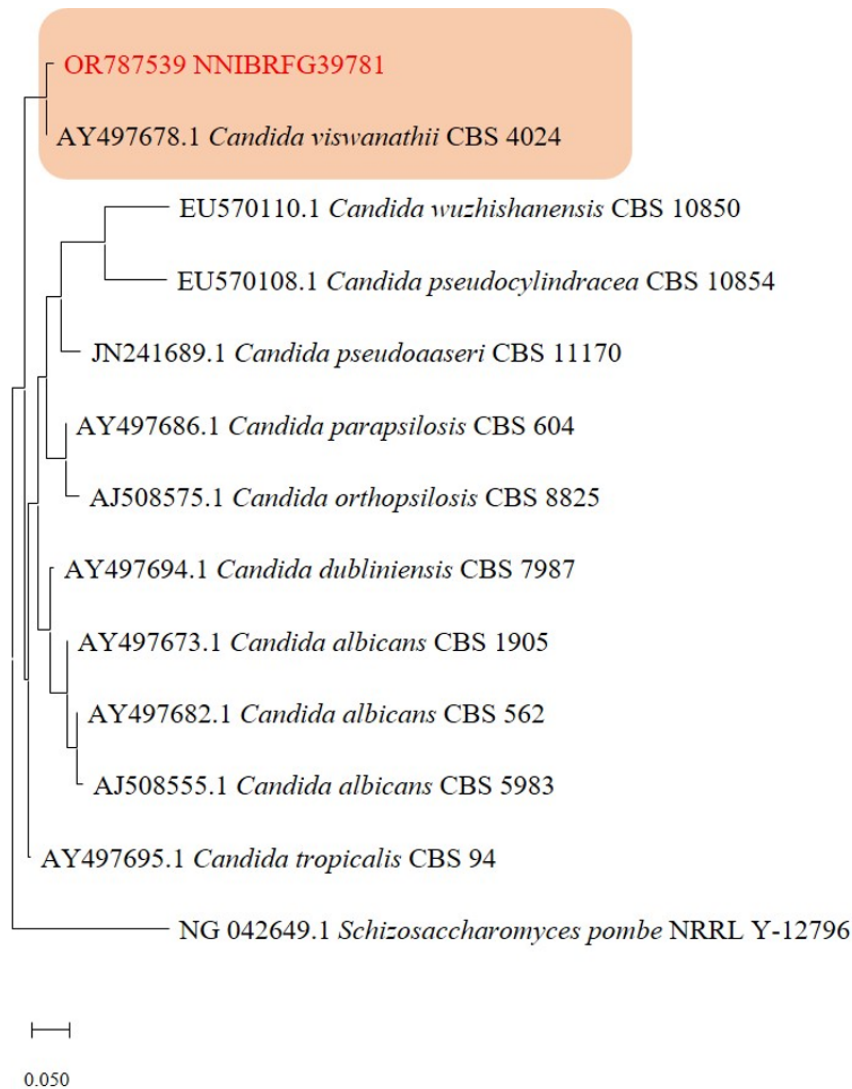 OR787539 NNIBRFG39781
AY497678.1 Candida viswanathii CBS 4024
EU570110.1 Candida wuzhishanensis CBS 10850
EU570108.1 Candida pseudocylindracea CBS 10854
JN241689.1 Candida pseudoaaseri CBS 11170
AY497686.1 Candida parapsilosis CBS 604
AJ508575.1 Candida orthopsilosis CBS 8825
AY497694.1 Candida dubliniensis CBS 7987
AY497673.1 Candida albicans CBS 1905
AY497682.1 Candida albicans CBS 562
AJ508555.1 Candida albicans CBS 5983
AY497695.1 Candida tropicalis CBS 94
NG 042649.1 Schizosaccharomyces pombe NRRL Y-12796
0.050